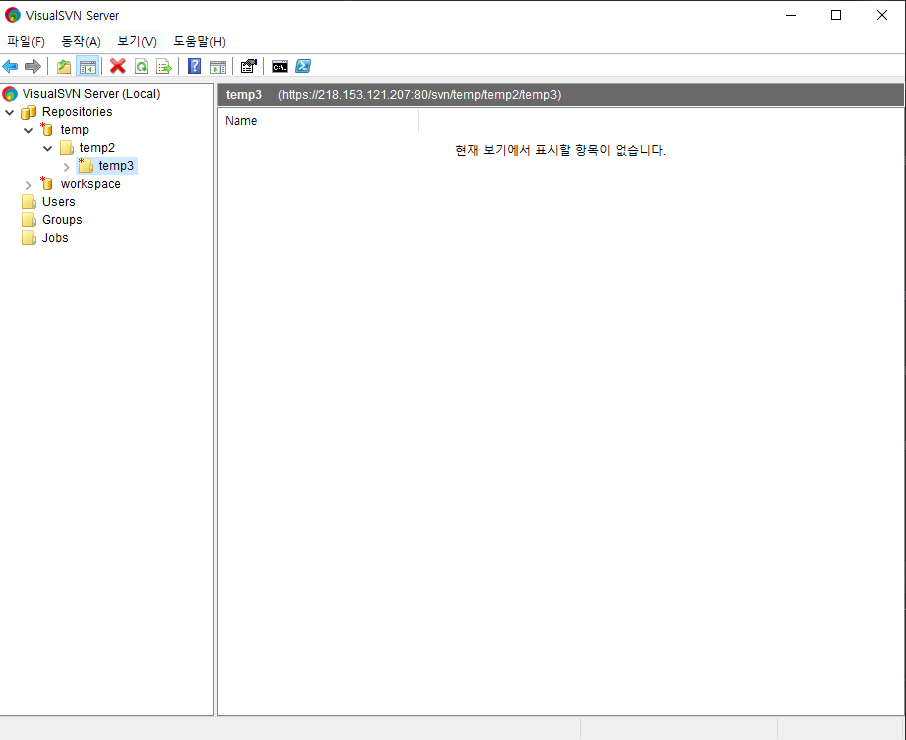 VisualSVN Server
파일(F) 동작(A) 보기(V) 도움말(H)
VisualSVN Server (Local)
Repositories
temp
temp2
temp3
workspace
Users
Groups
Jobs
temp3 (https://218.153.121.207:80/svn/temp/temp2/temp3)
Name
현재 보기에서 표시할 항목이 없습니다.